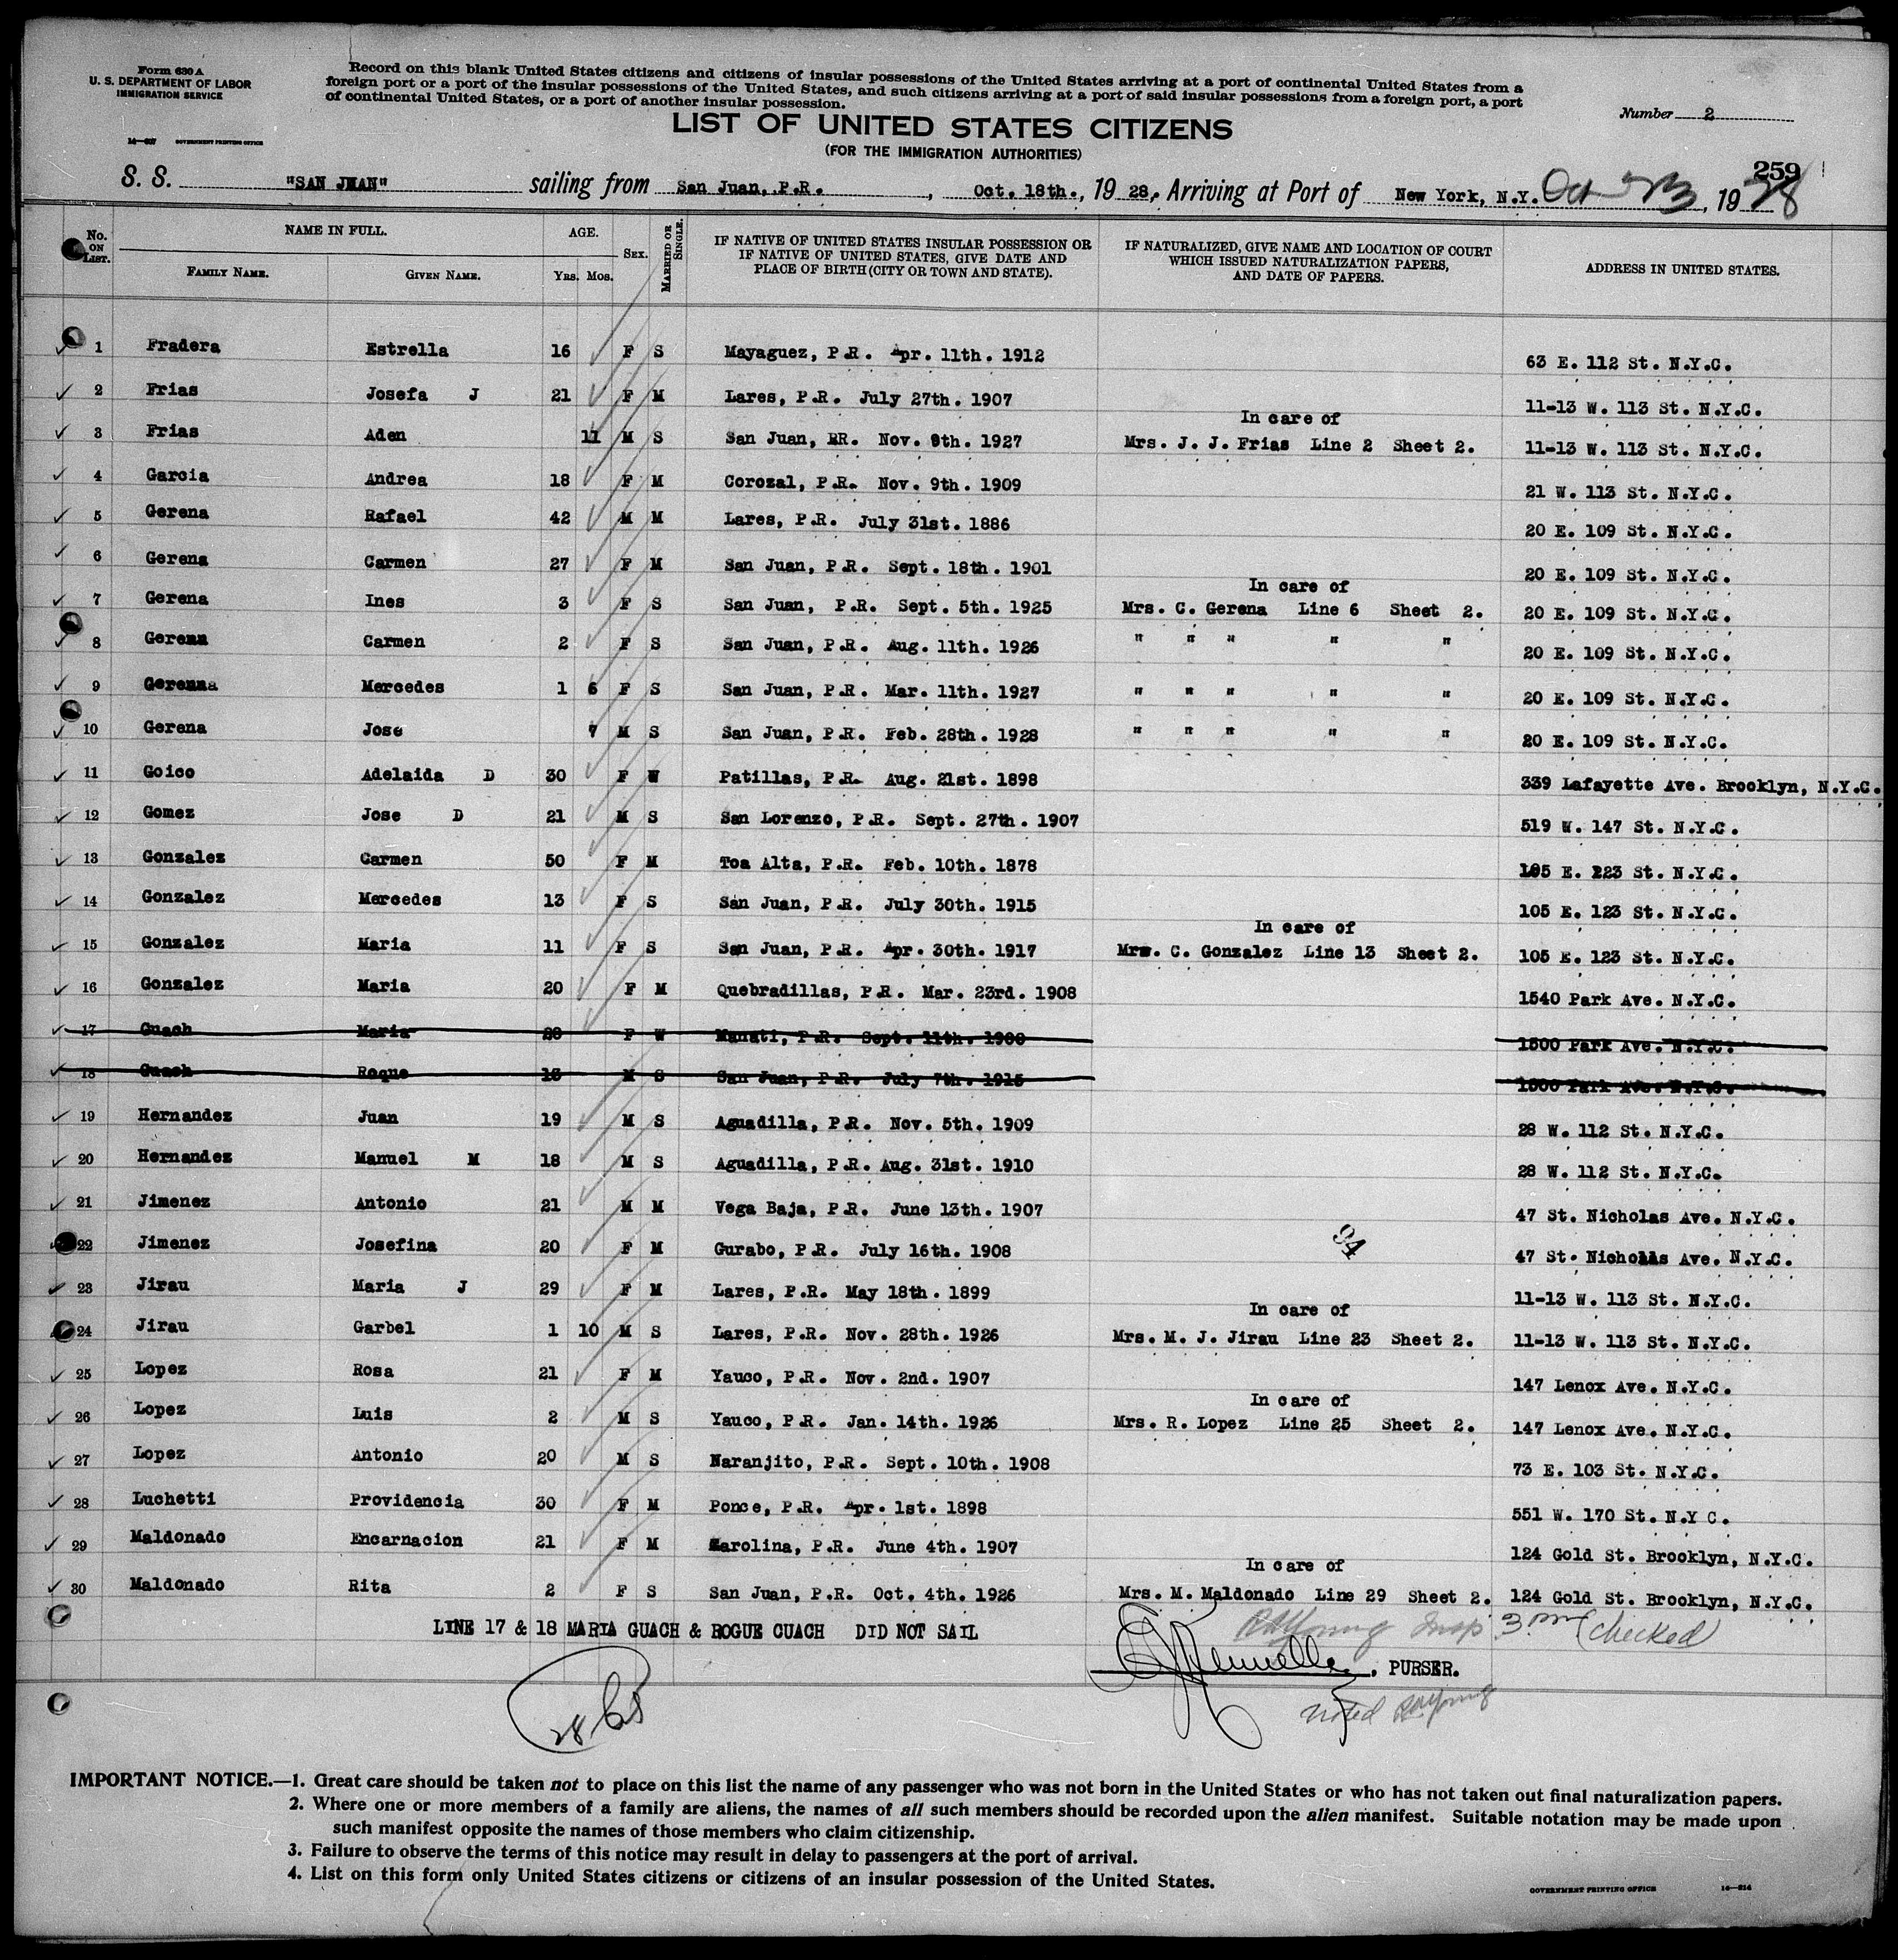 Form 630 A
U. S. DEPARTMENT OF LABOR
IMMIGRATION SERVICE
GOVERNMENT PRINTING OFFICE
Record on this blank United States citizens and citizens of insular possessions of the United States arriving at a port of continental United States from a
foreign port or a port of the insular possessions of the United States, and such citizens arriving at a port of said insular possessions from a foreign port, a port
of continental United States, or a port of another insular possession.
Number 2
LIST OF UNITED STATES CITIZENS
(FOR THE IMMIGRATION AUTHORITIES)
259
S. S. "SAN JUAN" sailing from San Juan, P.R. , Oct. 18th., 19 28, Arriving at Port of New York, N.Y. Oct 23, 1928
No. ON LIST. NAME IN FULL. AGE. SEX. MARRIED OR SINGLE. IF NATIVE OF UNITED STATES INSULAR POSSESSION OR IF NATIVE OF UNITED STATES, GIVE DATE AND PLACE OF BIRTH (CITY OR TOWN AND STATE). IF NATURALIZED, GIVE NAME AND LOCATION OF COURT WHICH ISSUED NATURALIZATION PAPERS, AND DATE OF PAPERS. ADDRESS IN UNITED STATES.
FAMILY NAME. GIVEN NAME. Yrs. Mos.
1 Fradera Estrella 16 F S Mayaguez, P.R. Apr. 11th. 1912 63 E. 112 St. N.Y.C.
2 Frias Josefa J 21 F M Lares, P.R. July 27th. 1907 11-13 W. 113 St. N.Y.C.
In care of
3 Frias Aden 11 M S San Juan, PR. Nov. 9th. 1927 Mrs. J. J. Frias Line 2 Sheet 2. 11-13 W. 113 St. N.Y.C.
4 Garcia Andrea 18 F M Corozal, P.R. Nov. 9th. 1909 21 W. 113 St. N.Y.C.
5 Gerena Rafael 42 M M Lares, P.R. July 31st. 1886 20 E. 109 St. N.Y.C.
6 Gerena Carmen 27 F M San Juan, P.R. Sept. 18th. 1901 20 E. 109 St. N.Y.C.
In care of
7 Gerena Ines 3 F S San Juan, P.R. Sept. 5th. 1925 Mrs. C. Gerena Line 6 Sheet 2. 20 E. 109 St. N.Y.C.
8 Gerena Carmen 2 F S San Juan, P.R. Aug. 11th. 1926 " " " " " 20 E. 109 St. N.Y.C.
9 Gerenna Mercedes 1 6 F S San Juan, P.R. Mar. 11th. 1927 " " " " " 20 E. 109 St. N.Y.C.
10 Gerena Jose 7 M S San Juan, P.R. Feb. 28th. 1928 " " " " " 20 E. 109 St. N.Y.C.
11 Goico Adelaida D 30 F W Patillas, P.R. Aug. 21st. 1898 339 Lafayette Ave. Brooklyn, N.Y.C.
12 Gomez Jose D 21 M S San Lorenzo, P.R. Sept. 27th. 1907 519 W. 147 St. N.Y.C.
13 Gonzalez Carmen 50 F M Toa Alta, P.R. Feb. 10th. 1878 105 E. 123 St. N.Y.C.
14 Gonzalez Mercedes 13 F S San Juan, P.R. July 30th. 1915 105 E. 123 St. N.Y.C.
In care of
15 Gonzalez Maria 11 F S San Juan, P.R. Apr. 30th. 1917 Mrs. C. Gonzalez Line 13 Sheet 2. 105 E. 123 St. N.Y.C.
16 Gonzalez Maria 20 F M Quebradillas, P.R. Mar. 23rd. 1908 1540 Park Ave. N.Y.C.
17 Guach Maria F W Manati, P.R. Sept. 11th. 1500 Park Ave. N.Y.C.
18 Guach Roque M S San Juan, P.R. July 7th. 1915 1500 Park Ave. N.Y.C.
19 Hernandez Juan 19 M S Aguadilla, P.R. Nov. 5th. 1909 28 W. 112 St. N.Y.C.
20 Hernandez Manuel M 18 M S Aguadilla, P.R. Aug. 31st. 1910 28 W. 112 St. N.Y.C.
21 Jimenez Antonio 21 M M Vega Baja, P.R. June 13th. 1907 47 St. Nicholas Ave. N.Y.C.
94
22 Jimenez Josefina 20 F M Gurabo, P.R. July 16th. 1908 47 St. Nicholas Ave. N.Y.C.
23 Jirau Maria J 29 F M Lares, P.R. May 18th. 1899 11-13 W. 113 St. N.Y.C.
In care of
24 Jirau Garbel 1 10 M S Lares, P.R. Nov. 28th. 1926 Mrs. M. J. Jirau Line 23 Sheet 2. 11-13 W. 113 St. N.Y.C.
25 Lopez Rosa 21 F M Yauco, P.R. Nov. 2nd. 1907 147 Lenox Ave. N.Y.C.
In care of
26 Lopez Luis 2 M S Yauco, P.R. Jan. 14th. 1926 Mrs. R. Lopez Line 25 Sheet 2. 147 Lenox Ave. N.Y.C.
27 Lopez Antonio 20 M S Naranjito, P.R. Sept. 10th. 1908 73 E. 103 St. N.Y.C.
28 Luchetti Providencia 30 F M Ponce, P.R. Apr. 1st. 1898 551 W. 170 St. N.Y C.
29 Maldonado Encarnacion 21 F M Karolina, P.R. June 4th. 1907 124 Gold St. Brooklyn, N.Y.C.
In care of
30 Maldonado Rita 2 F S San Juan, P.R. Oct. 4th. 1926 Mrs. M. Maldonado Line 29 Sheet 2. 124 Gold St. Brooklyn, N.Y.C.
LINE 17 & 18 MARIA GUACH & ROGUE CUACH DID NOT SAIL
RAYoung Insp 3 pm (checked)
, PURSER.
noted RAYoung
28
IMPORTANT NOTICE.—1. Great care should be taken not to place on this list the name of any passenger who was not born in the United States or who has not taken out final naturalization papers.
2. Where one or more members of a family are aliens, the names of all such members should be recorded upon the alien manifest. Suitable notation may be made upon
such manifest opposite the names of those members who claim citizenship.
3. Failure to observe the terms of this notice may result in delay to passengers at the port of arrival.
4. List on this form only United States citizens or citizens of an insular possession of the United States.
GOVERNMENT PRINTING OFFICE 14—214